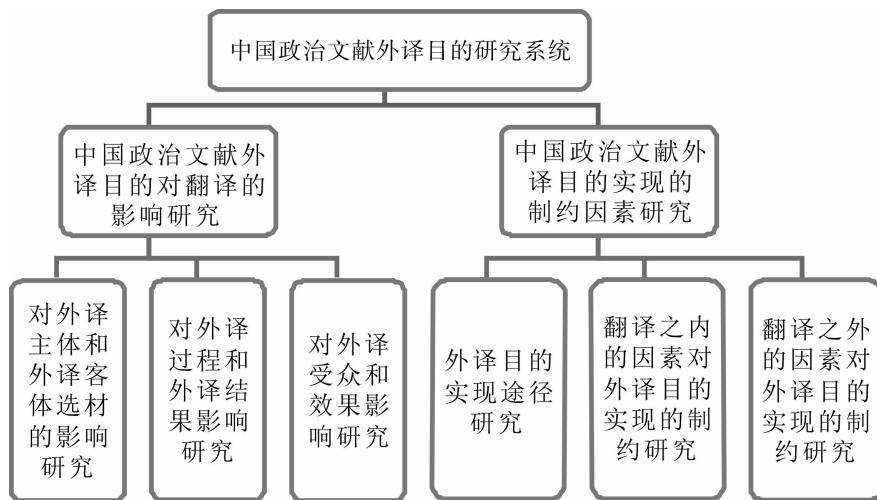 中国政治文献外译目的研究系统
中国政治文献外
译目的对翻译的
影响研究
中国政治文献外
译目的实现的
制约因素研究
对外译
主体和
外译客
体选材
的影响
研究
对外译
过程和
外译结
果影响
研究
对外译
受众和
效果影
响研究
外译目的
实现途径
研究
翻译之内
的因素对
外译目的
实现的制
约研究
翻译之外
的因素对
外译目的
实现的制
约研究